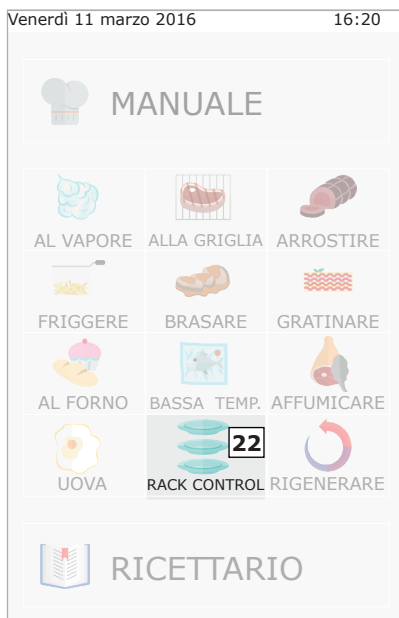 Venerdì 11 marzo 2016 16:20
MANUALE
AL VAPORE ALLA GRIGLIA ARROSTIRE
FRIGGERE BRASARE GRATINARE
AL FORNO BASSA TEMP. AFFUMICARE
22
UOVA RACK CONTROL RIGENERARE
RICETTARIO